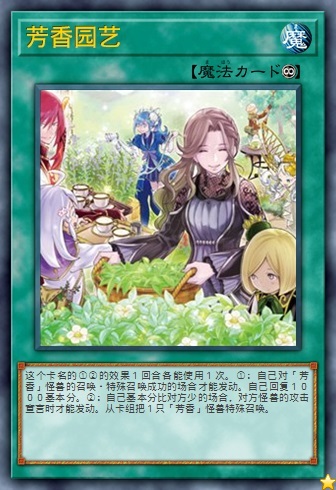 芳香园艺
魔
【魔法カード】
这个卡名的①②的效果1回合各能使用1次。①：自己对「芳
香」怪兽的召唤·特殊召唤成功的场合才能发动。自己回复1０
００基本分。②：自己基本分比对方少的场合，对方怪兽的攻击
宣言时才能发动。从卡组把1只「芳香」怪兽特殊召唤。